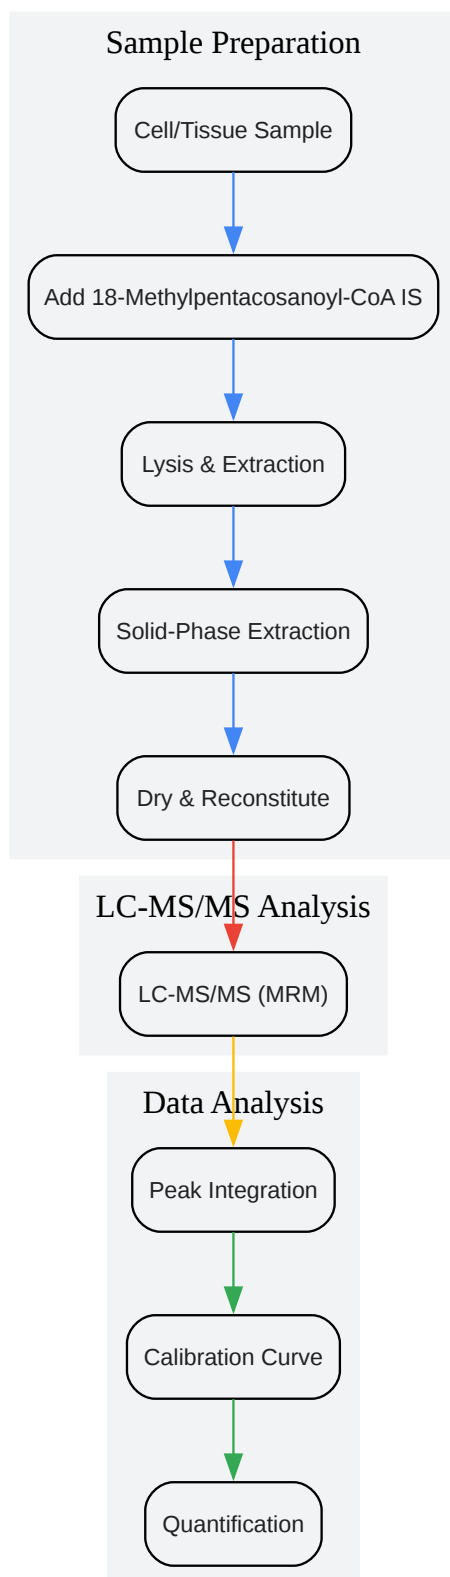 Sample Preparation
Cell/Tissue Sample
Add 18-Methylpentacosanoyl-CoA IS
Lysis & Extraction
Solid-Phase Extraction
Dry & Reconstitute
LC-MS/MS Analysis
LC-MS/MS (MRM)
Data Analysis
Peak Integration
Calibration Curve
Quantification